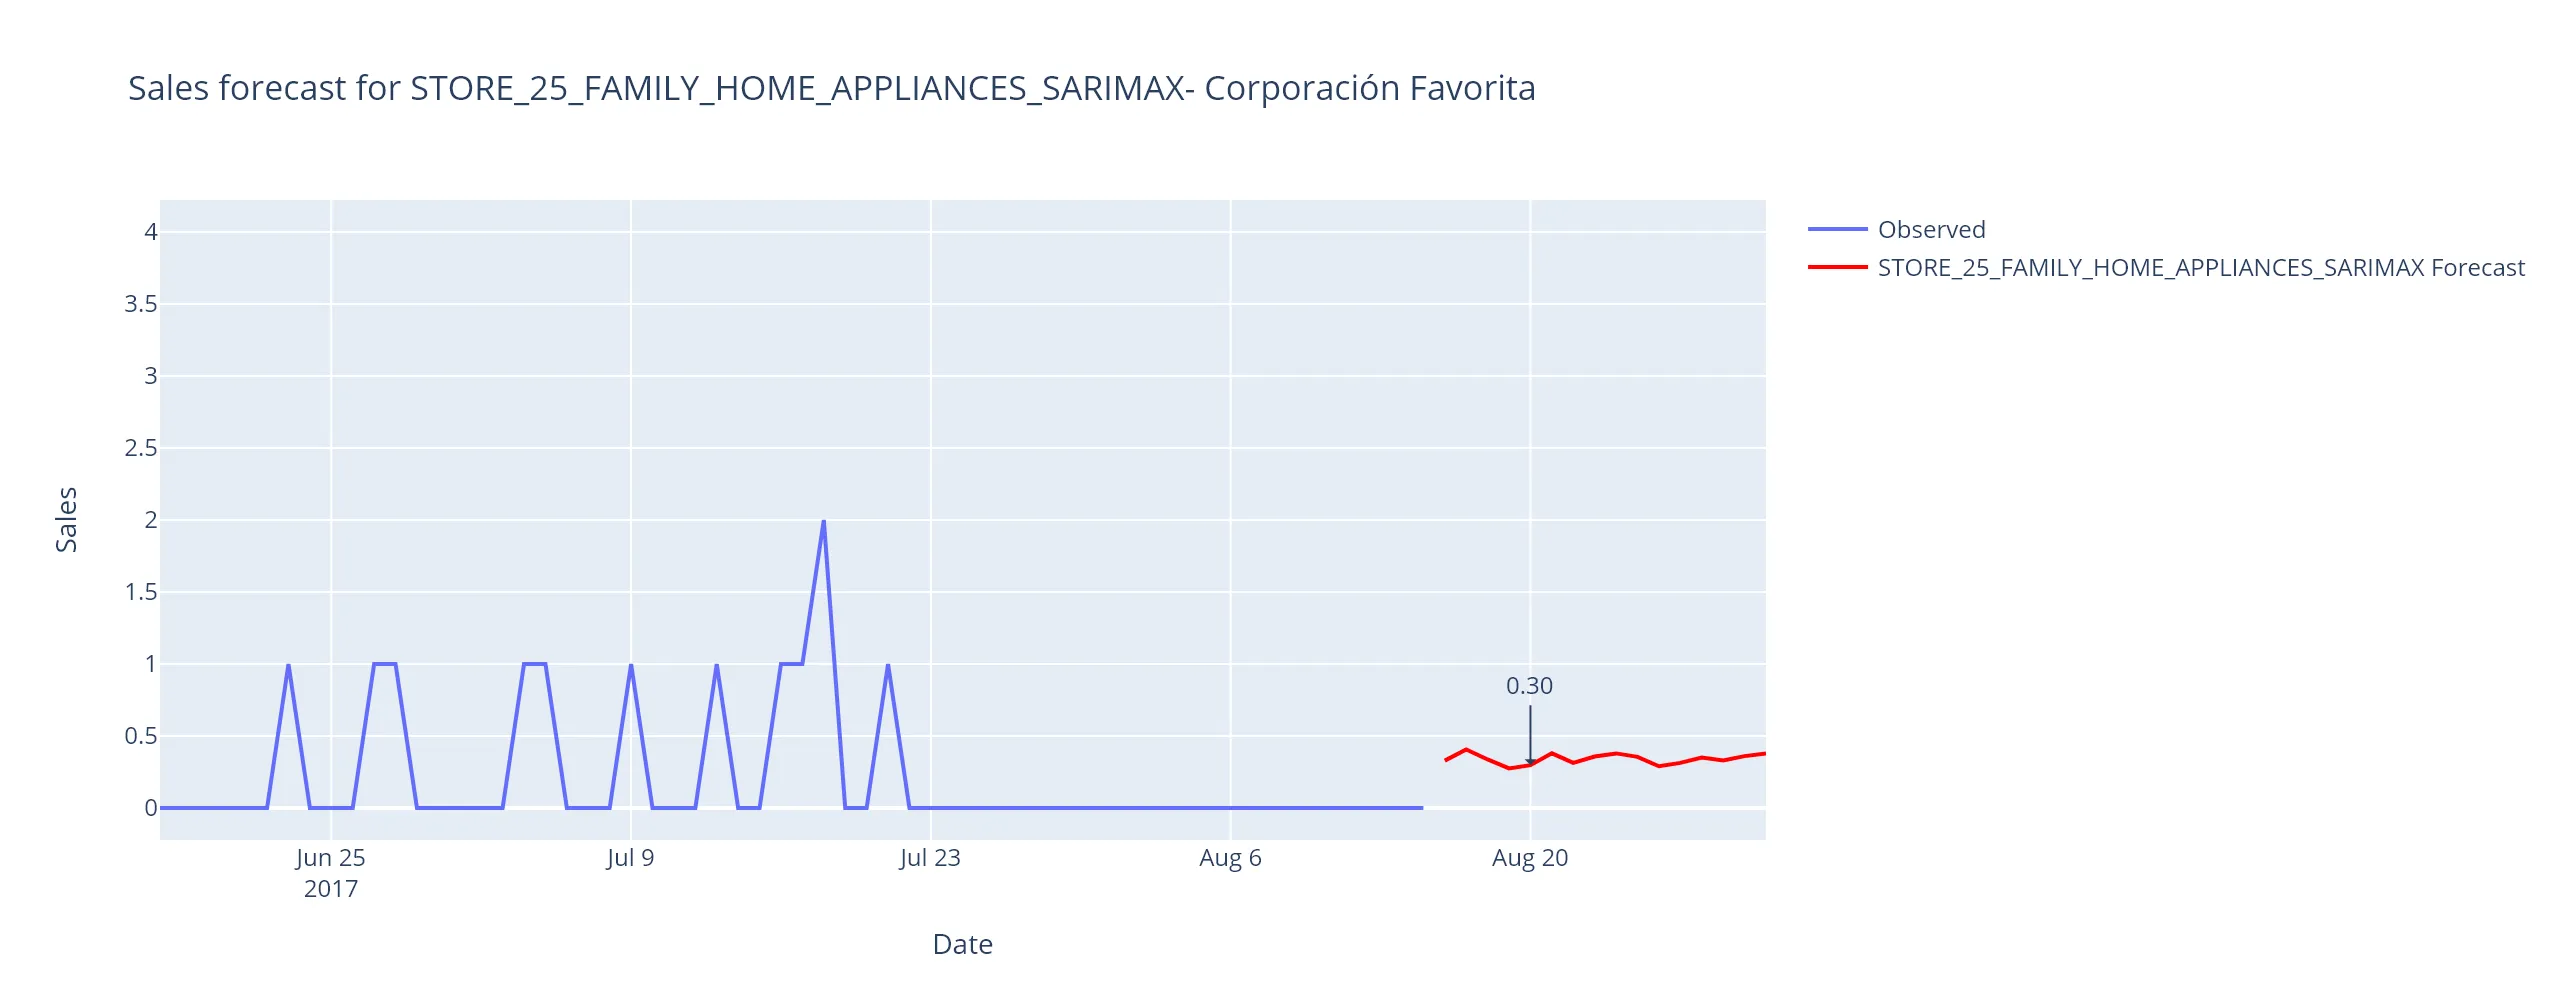 Sales forecast for STORE_25_FAMILY_HOME_APPLIANCES_SARIMAX- Corporación Favorita
Observed
STORE_25_FAMILY_HOME_APPLIANCES_SARIMAX Forecast
4
3.5
3
2.5
2
1.5
1
0.5
0
Sales
0.30
Jun 25 Jul 9 Jul 23 Aug 6 Aug 20
2017
Date